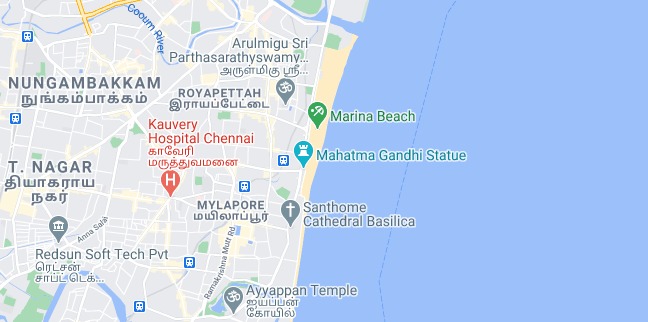 Cooum River
Arulmigu Sri
Parthasarathyswamy...
அருள்மிகு ஸ்ரீ...
NUNGAMBAKKAM
நுங்கம்பாக்கம்
ROYAPETTAH
இராயப்பேட்டை
Marina Beach
Kauvery
Hospital Chennai
காவேரி
மருத்துவமனை
Mahatma Gandhi Statue
T. NAGAR
தியாகராய
நகர்
MYLAPORE
மயிலாப்பூர்
Santhome
Cathedral Basilica
Anna Salai
Ramakrishna Mutt Rd
Redsun Soft Tech Pvt
ரெட்சன்
சாப்ட் டெக்...
Ayyappan Temple
ஐயப்பன்
கோயில்